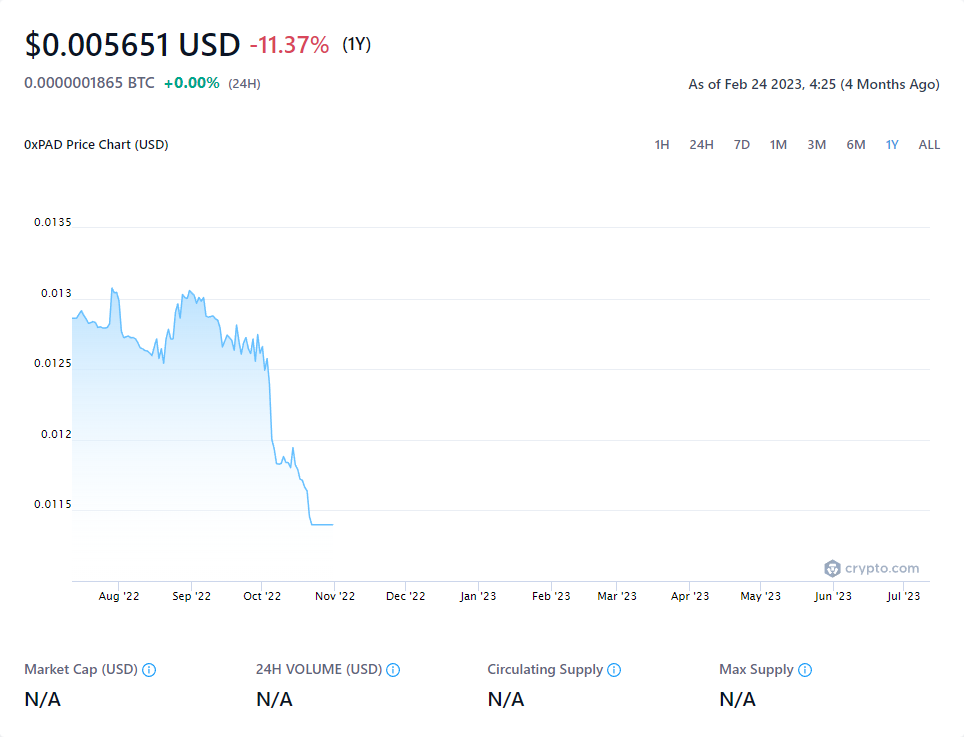 $0.005651 USD -11.37% (1Y)
0.0000001865 BTC +0.00% (24H)
As of Feb 24 2023, 4:25 (4 Months Ago)
0xPAD Price Chart (USD)
1H 24H 7D 1M 3M 6M 1Y ALL
0.0135
0.013
0.0125
0.012
0.0115
crypto.com
Aug '22 Sep '22 Oct '22 Nov '22 Dec '22 Jan '23 Feb '23 Mar '23 Apr '23 May '23 Jun '23 Jul '23
Market Cap (USD) 24H VOLUME (USD) Circulating Supply Max Supply
N/A N/A N/A N/A